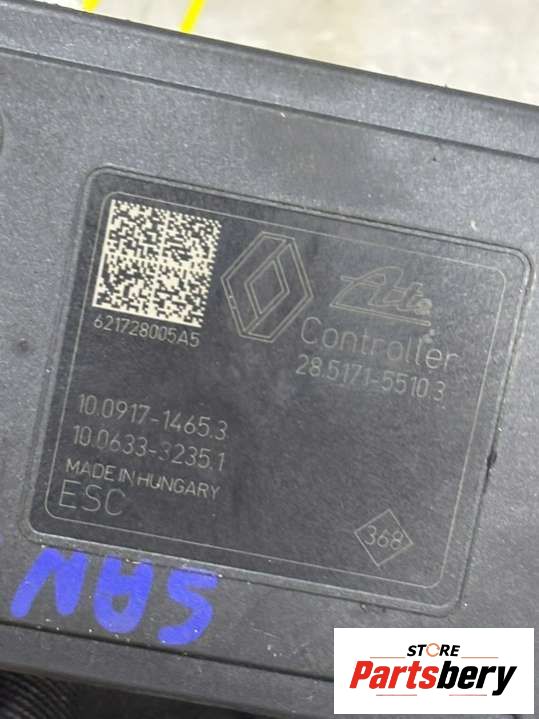 621728005A5
Ate
Controller
28.5171-5510.3
10.0917-1465.3
10.0633-3235.1
MADE IN HUNGARY
ESC
368
SAN
STORE
Partsbery